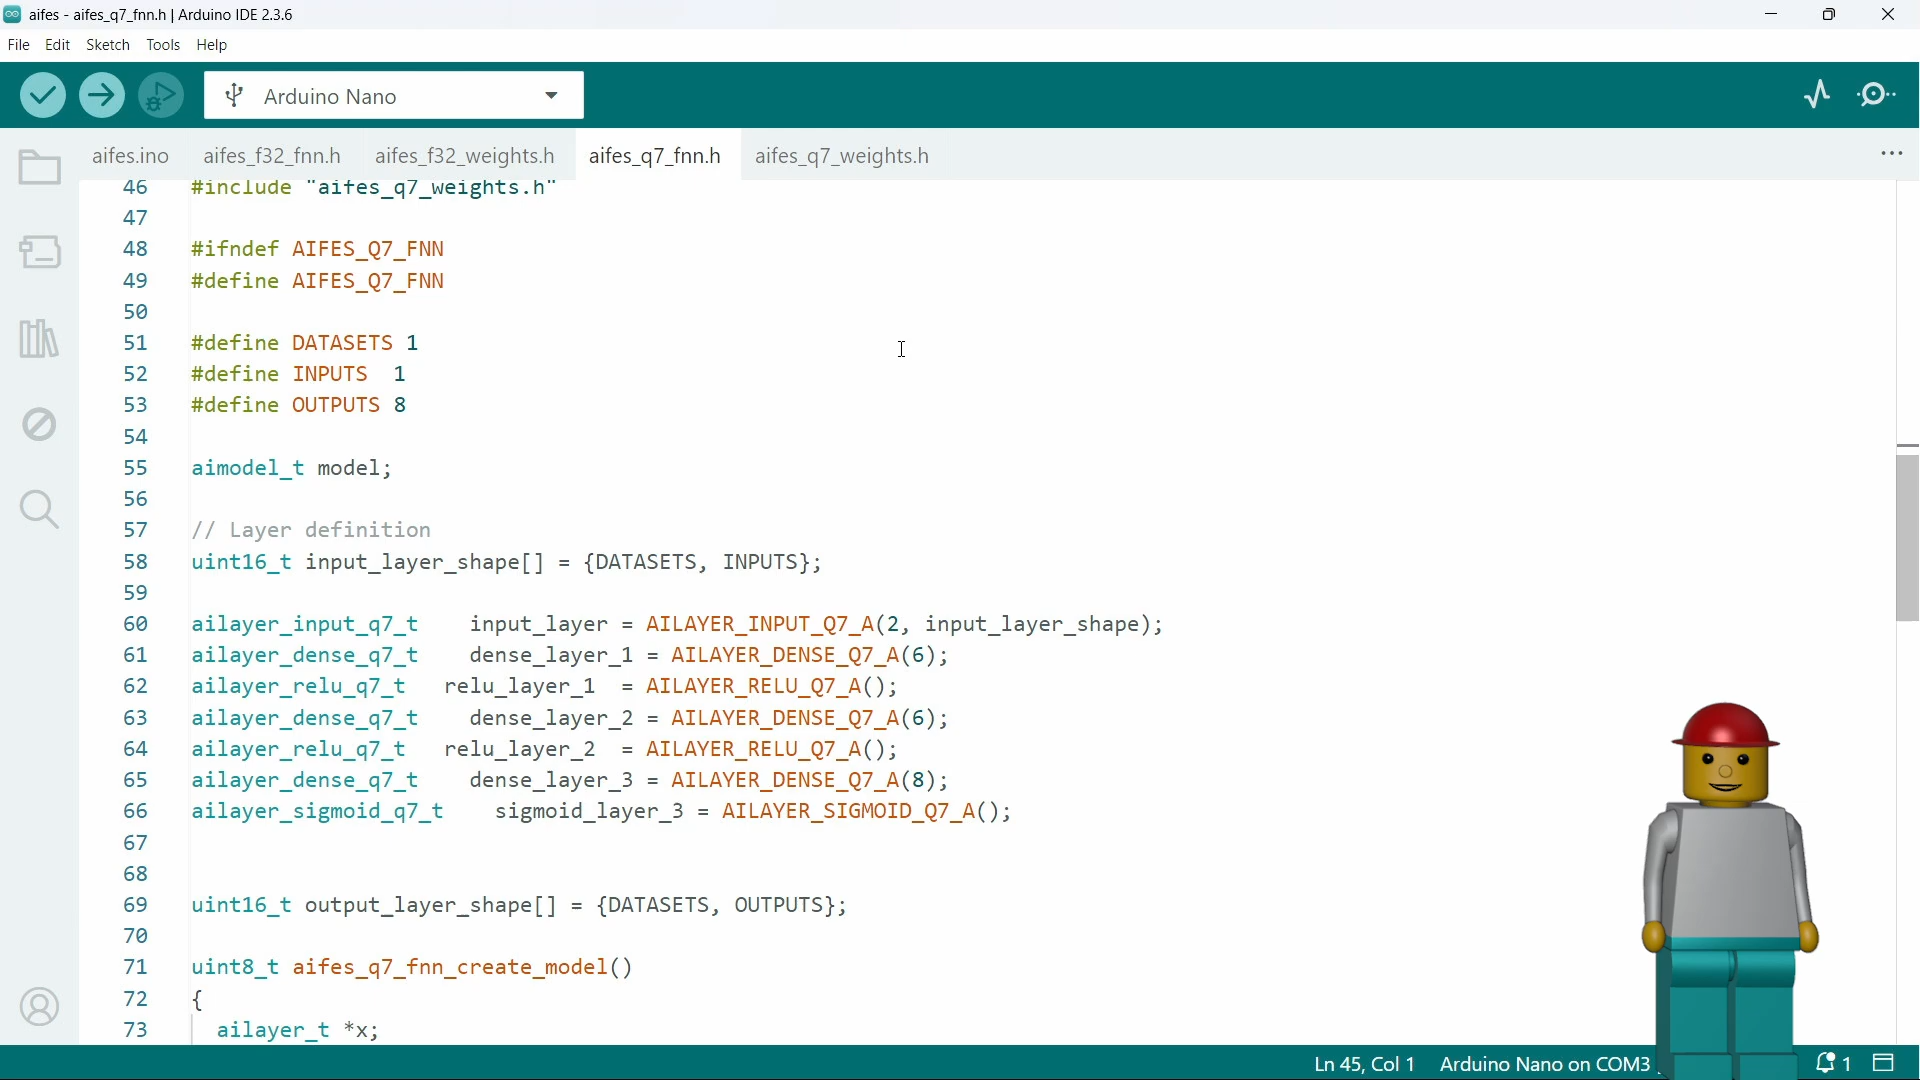 aifes - aifes_q7_fnn.h | Arduino IDE 2.3.6
File Edit Sketch Tools Help
Arduino Nano
aifes.ino aifes_f32_fnn.h aifes_f32_weights.h aifes_q7_fnn.h aifes_q7_weights.h
46 #include "aifes_q7_weights.h"
47
48 #ifndef AIFES_Q7_FNN
49 #define AIFES_Q7_FNN
50
51 #define DATASETS 1
52 #define INPUTS  1
53 #define OUTPUTS 8
54
55 aimodel_t model;
56
57 // Layer definition
58 uint16_t input_layer_shape[] = {DATASETS, INPUTS};
59
60 ailayer_input_q7_t    input_layer = AILAYER_INPUT_Q7_A(2, input_layer_shape);
61 ailayer_dense_q7_t    dense_layer_1 = AILAYER_DENSE_Q7_A(6);
62 ailayer_relu_q7_t   relu_layer_1  = AILAYER_RELU_Q7_A();
63 ailayer_dense_q7_t    dense_layer_2 = AILAYER_DENSE_Q7_A(6);
64 ailayer_relu_q7_t   relu_layer_2  = AILAYER_RELU_Q7_A();
65 ailayer_dense_q7_t    dense_layer_3 = AILAYER_DENSE_Q7_A(8);
66 ailayer_sigmoid_q7_t    sigmoid_layer_3 = AILAYER_SIGMOID_Q7_A();
67
68
69 uint16_t output_layer_shape[] = {DATASETS, OUTPUTS};
70
71 uint8_t aifes_q7_fnn_create_model()
72 {
73   ailayer_t *x;
Ln 45, Col 1 Arduino Nano on COM3 1